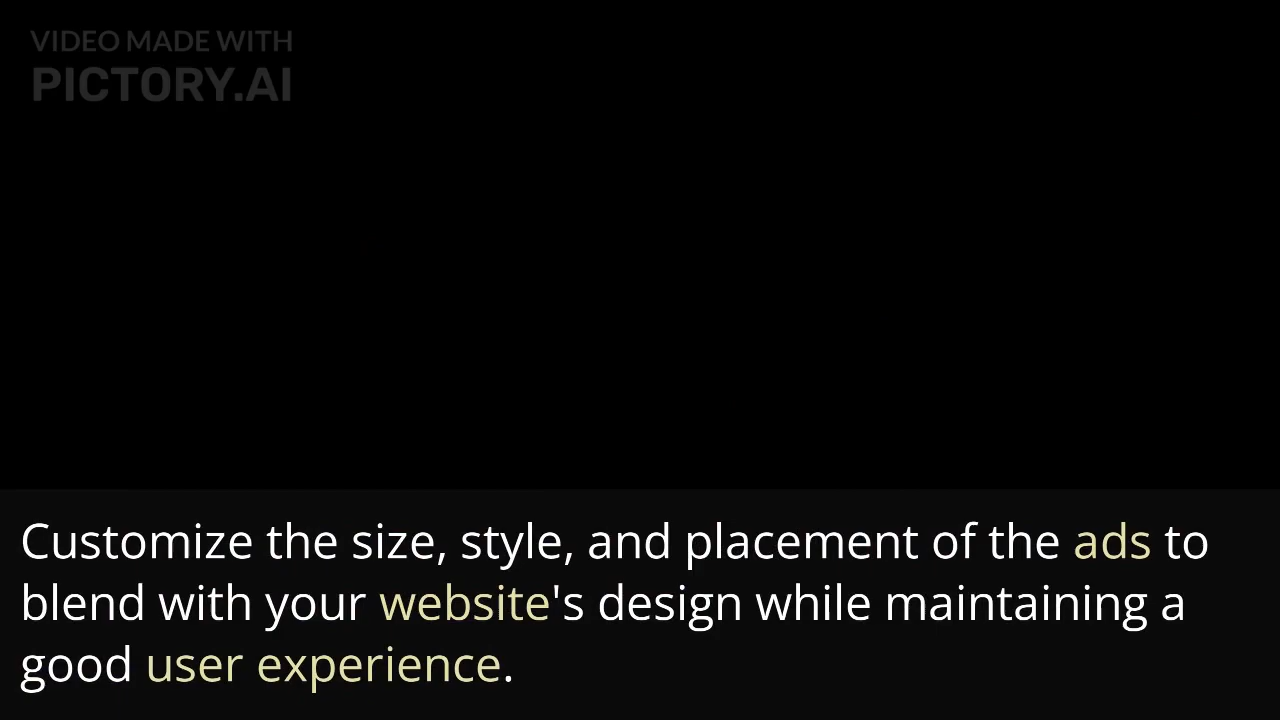 VIDEO MADE WITH
PICTORY.AI
Customize the size, style, and placement of the ads to
blend with your website's design while maintaining a
good user experience.